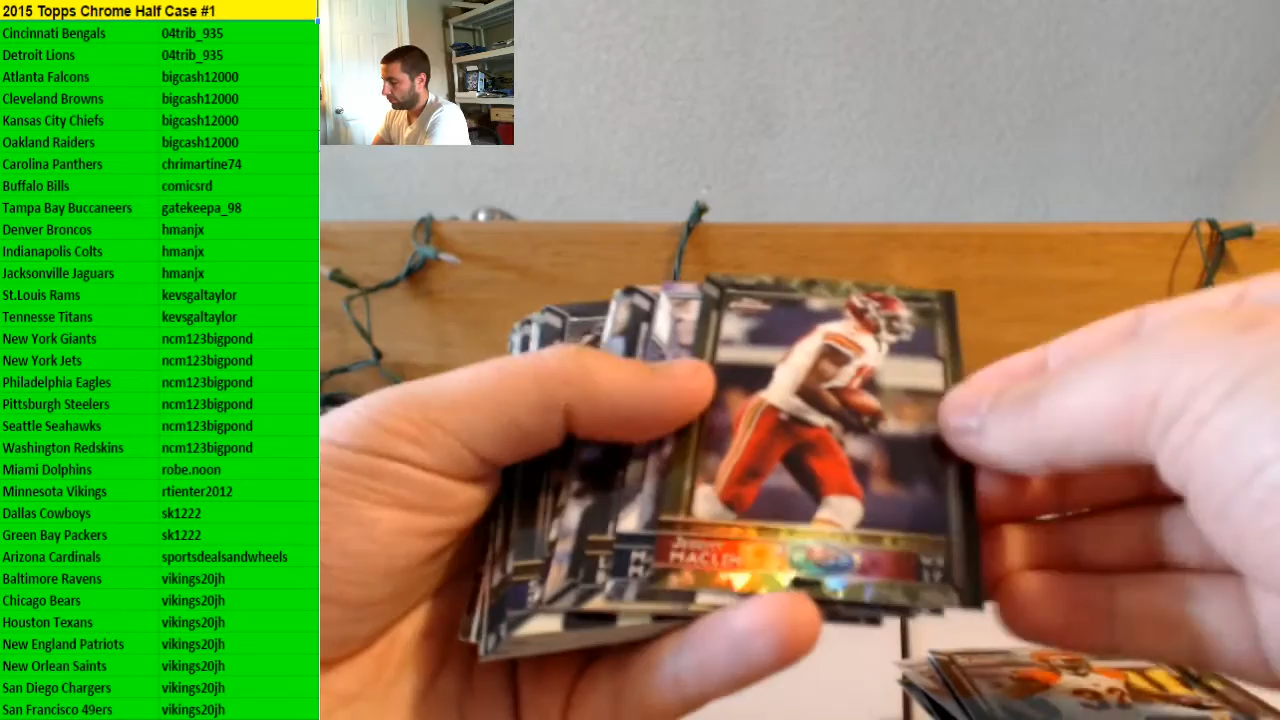 2015 Topps Chrome Half Case #1
Cincinnati Bengals 04trib_935
Detroit Lions 04trib_935
Atlanta Falcons bigcash12000
Cleveland Browns bigcash12000
Kansas City Chiefs bigcash12000
Oakland Raiders bigcash12000
Carolina Panthers chrimartine74
Buffalo Bills comicsrd
Tampa Bay Buccaneers gatekeepa_98
Denver Broncos hmanjx
Indianapolis Colts hmanjx
Jacksonville Jaguars hmanjx
St.Louis Rams kevsgaltaylor
Tennesse Titans kevsgaltaylor
New York Giants ncm123bigpond
New York Jets ncm123bigpond
Philadelphia Eagles ncm123bigpond
Pittsburgh Steelers ncm123bigpond
Seattle Seahawks ncm123bigpond
Washington Redskins ncm123bigpond
Miami Dolphins robe.noon
Minnesota Vikings rtienter2012
Dallas Cowboys sk1222
Green Bay Packers sk1222
Arizona Cardinals sportsdealsandwheels
Baltimore Ravens vikings20jh
Chicago Bears vikings20jh
Houston Texans vikings20jh
New England Patriots vikings20jh
New Orlean Saints vikings20jh
San Diego Chargers vikings20jh
San Francisco 49ers vikings20jh
MACLIN